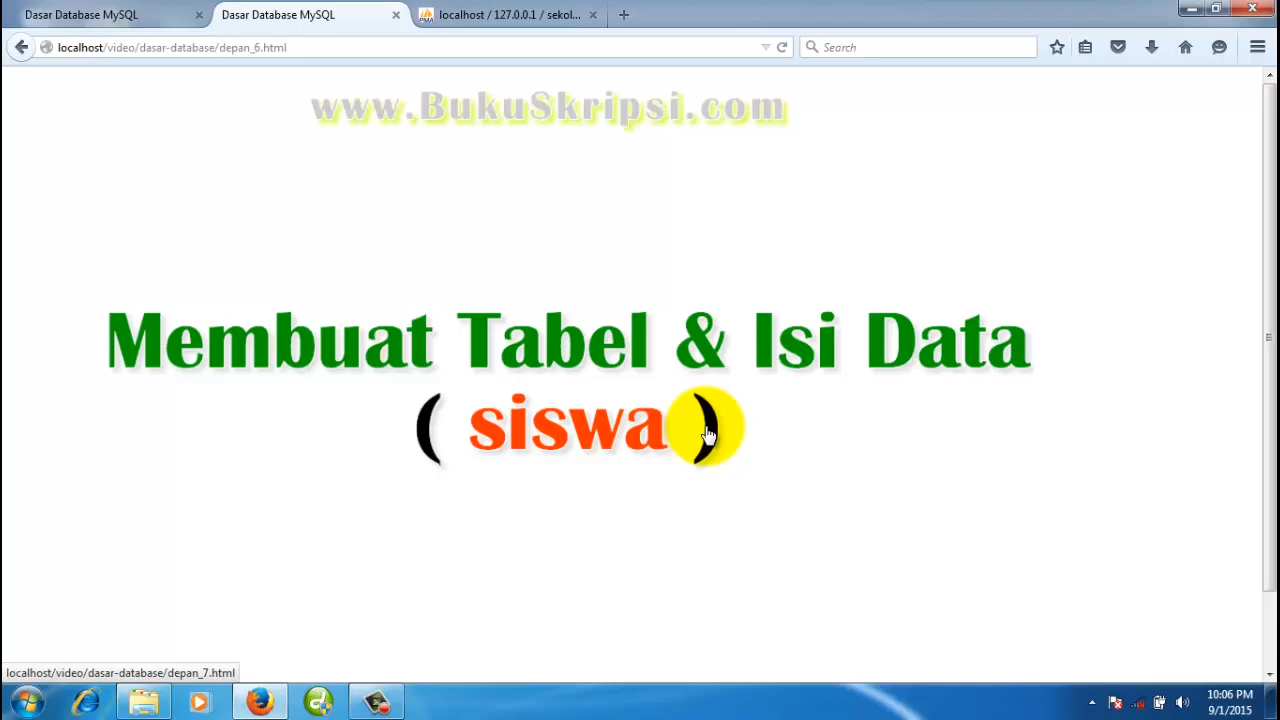 Dasar Database MySQL
Dasar Database MySQL
localhost / 127.0.0.1 / sekol...
localhost/video/dasar-database/depan_6.html
Search
www.BukuSkripsi.com
Membuat Tabel & Isi Data
( siswa )
localhost/video/dasar-database/depan_7.html
10:06 PM
9/1/2015